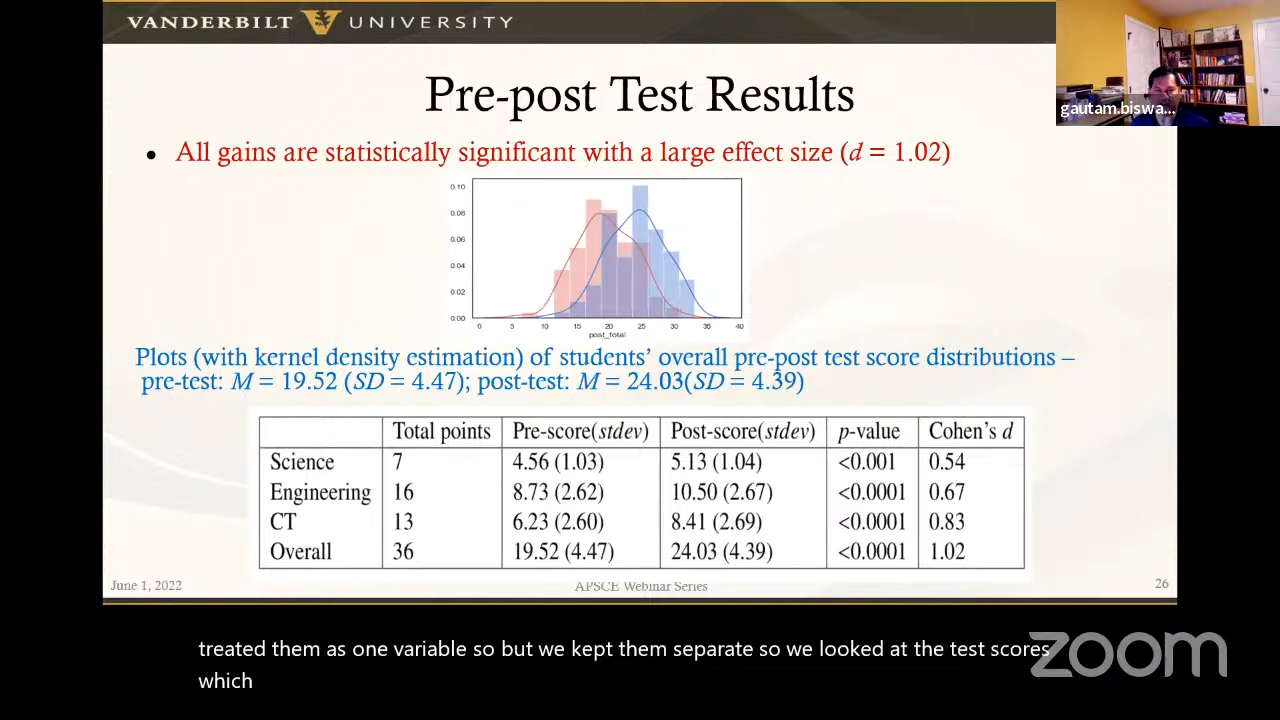 VANDERBILT UNIVERSITY
gautam.biswa...
Pre-post Test Results
• All gains are statistically significant with a large effect size (d = 1.02)
0.10
0.08
0.06
0.04
0.02
0.00
0 5 10 15 20 25 30 35 40
post_total
Plots (with kernel density estimation) of students’ overall pre-post test score distributions –
pre-test: M = 19.52 (SD = 4.47); post-test: M = 24.03(SD = 4.39)
Total points Pre-score(stdev) Post-score(stdev) p-value Cohen’s d
Science 7 4.56 (1.03) 5.13 (1.04) <0.001 0.54
Engineering 16 8.73 (2.62) 10.50 (2.67) <0.0001 0.67
CT 13 6.23 (2.60) 8.41 (2.69) <0.0001 0.83
Overall 36 19.52 (4.47) 24.03 (4.39) <0.0001 1.02
June 1, 2022 APSCE Webinar Series 26
treated them as one variable so but we kept them separate so we looked at the test scores
which
zoom